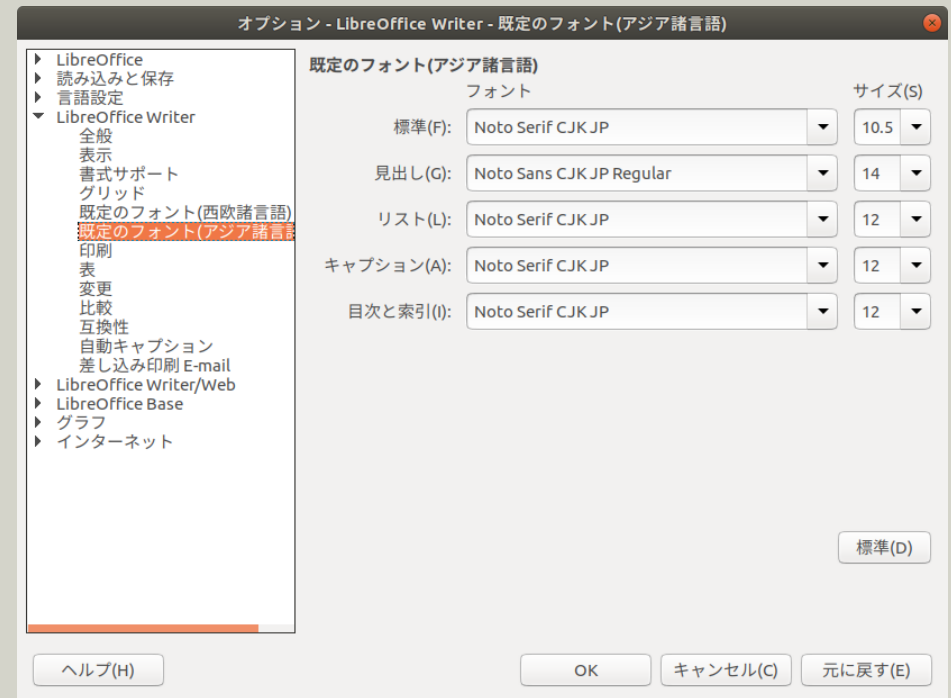 オプション - LibreOffice Writer - 既定のフォント(アジア諸言語)
LibreOffice
読み込みと保存
言語設定
LibreOffice Writer
全般
表示
書式サポート
グリッド
既定のフォント(西欧諸言語)
既定のフォント(アジア諸言
印刷
表
変更
比較
互換性
自動キャプション
差し込み印刷 E-mail
LibreOffice Writer/Web
LibreOffice Base
グラフ
インターネット
既定のフォント(アジア諸言語)
フォント サイズ(S)
標準(F): Noto Serif CJK JP 10.5
見出し(G): Noto Sans CJK JP Regular 14
リスト(L): Noto Serif CJK JP 12
キャプション(A): Noto Serif CJK JP 12
目次と索引(I): Noto Serif CJK JP 12
標準(D)
ヘルプ(H) OK キャンセル(C) 元に戻す(E)